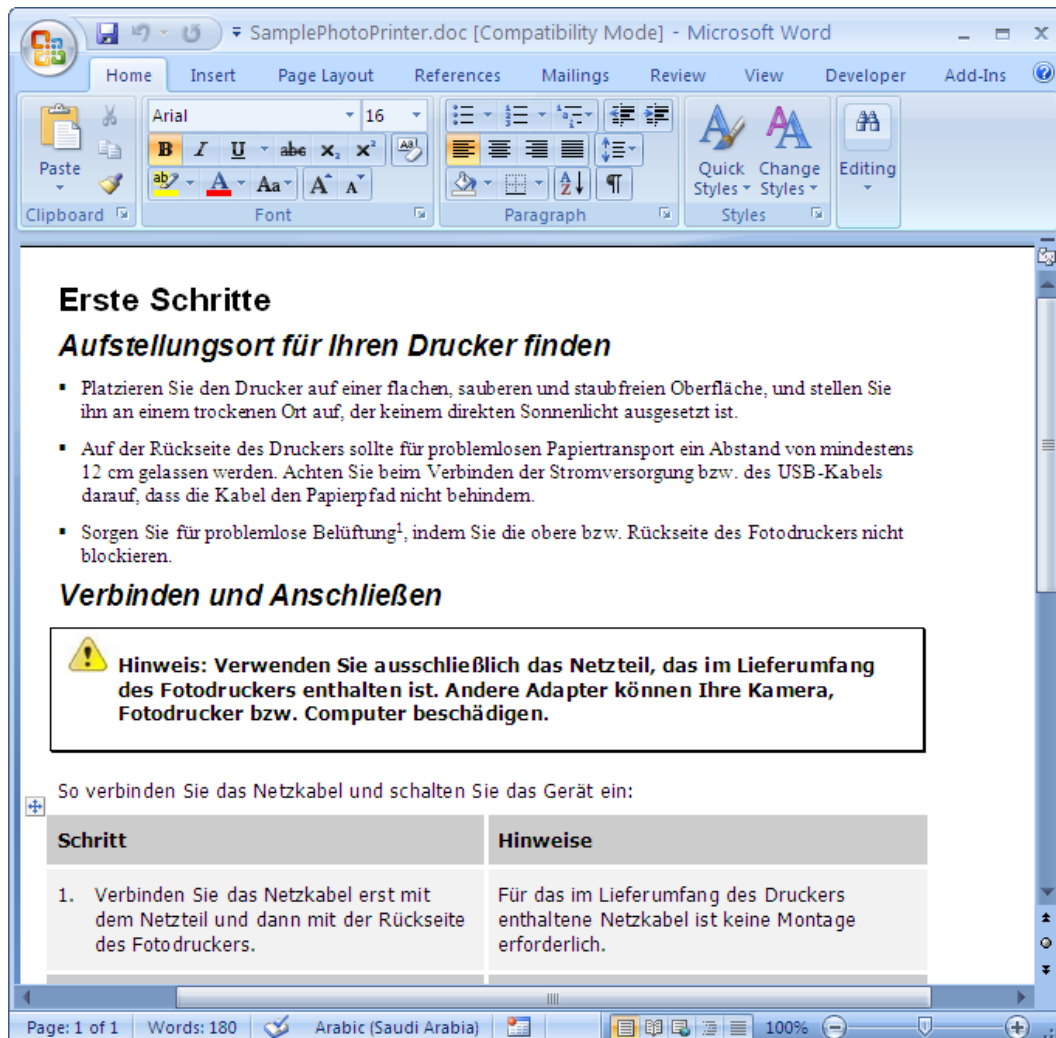 SamplePhotoPrinter.doc [Compatibility Mode] - Microsoft Word
Home Insert Page Layout References Mailings Review View Developer Add-Ins
Arial 16
Paste
Quick Styles
Change Styles
Editing
Clipboard Font Paragraph Styles
Erste Schritte
Aufstellungsort für Ihren Drucker finden
▪ Platzieren Sie den Drucker auf einer flachen, sauberen und staubfreien Oberfläche, und stellen Sie
ihn an einem trockenen Ort auf, der keinem direkten Sonnenlicht ausgesetzt ist.
▪ Auf der Rückseite des Druckers sollte für problemlosen Papiertransport ein Abstand von mindestens
12 cm gelassen werden. Achten Sie beim Verbinden der Stromversorgung bzw. des USB-Kabels
darauf, dass die Kabel den Papierpfad nicht behindern.
▪ Sorgen Sie für problemlose Belüftung¹, indem Sie die obere bzw. Rückseite des Fotodruckers nicht
blockieren.
Verbinden und Anschließen
Hinweis: Verwenden Sie ausschließlich das Netzteil, das im Lieferumfang
des Fotodruckers enthalten ist. Andere Adapter können Ihre Kamera,
Fotodrucker bzw. Computer beschädigen.
So verbinden Sie das Netzkabel und schalten Sie das Gerät ein:
Schritt
Hinweise
1. Verbinden Sie das Netzkabel erst mit
dem Netzteil und dann mit der Rückseite
des Fotodruckers.
Für das im Lieferumfang des Druckers
enthaltene Netzkabel ist keine Montage
erforderlich.
Page: 1 of 1 Words: 180 Arabic (Saudi Arabia) 100%